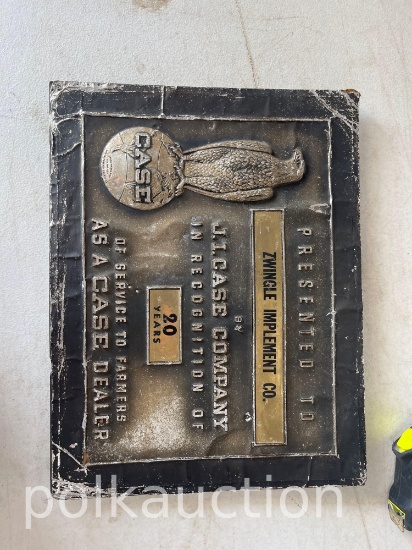 CASE
PRESENTED TO
ZWINGLE IMPLEMENT CO.
BY
J.I. CASE COMPANY
IN RECOGNITION OF
20
YEARS
OF SERVICE TO FARMERS
AS A CASE DEALER
polkauction